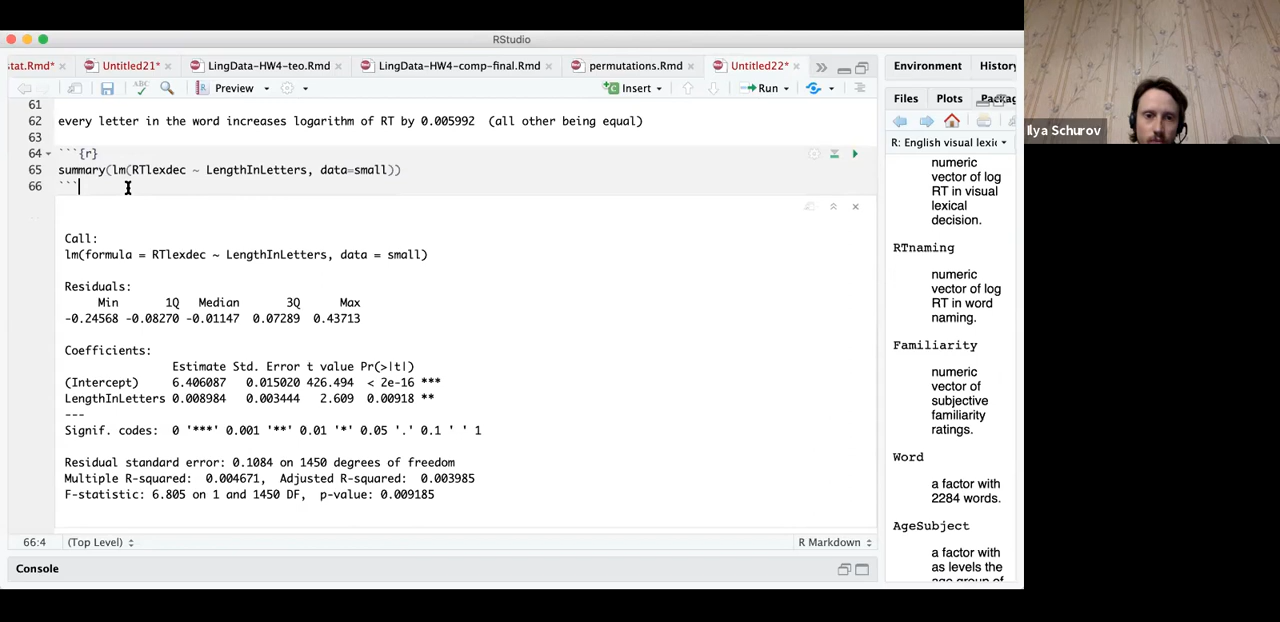 RStudio
tat.Rmd* Untitled21* LingData-HW4-teo.Rmd LingData-HW4-comp-final.Rmd permutations.Rmd Untitled22*
ABC Preview Insert Run
61
62 every letter in the word increases logarithm of RT by 0.005992 (all other being equal)
63
64 ```{r}
65 summary(lm(RTlexdec ~ LengthInLetters, data=small))
66 ```
Call:
lm(formula = RTlexdec ~ LengthInLetters, data = small)
Residuals:
Min 1Q Median 3Q Max
-0.24568 -0.08270 -0.01147 0.07289 0.43713
Coefficients:
Estimate Std. Error t value Pr(>|t|)
(Intercept) 6.406087 0.015020 426.494 < 2e-16 ***
LengthInLetters 0.008984 0.003444 2.609 0.00918 **
---
Signif. codes: 0 '***' 0.001 '**' 0.01 '*' 0.05 '.' 0.1 ' ' 1
Residual standard error: 0.1084 on 1450 degrees of freedom
Multiple R-squared: 0.004671, Adjusted R-squared: 0.003985
F-statistic: 6.805 on 1 and 1450 DF, p-value: 0.009185
66:4 (Top Level) R Markdown
Console
Environment History
Files Plots Packag
R: English visual lexi
numeric
vector of log
RT in visual
lexical
decision.
RTnaming
numeric
vector of log
RT in word
naming.
Familiarity
numeric
vector of
subjective
familiarity
ratings.
Word
a factor with
2284 words.
AgeSubject
a factor with
as levels the
age group of
Ilya Schurov